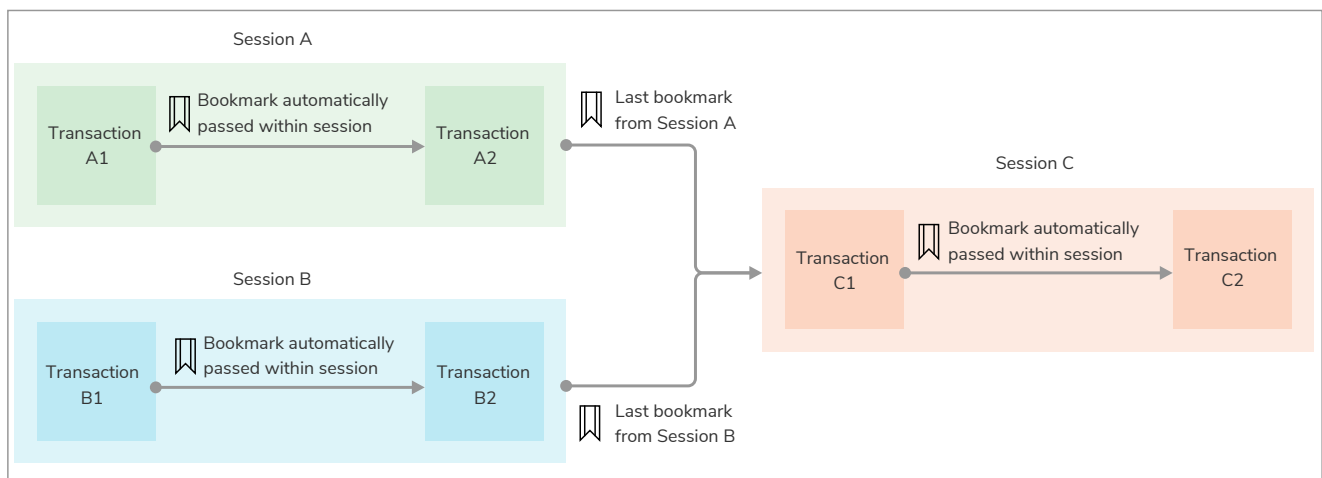 Session A
Transaction
A1
Bookmark automatically
passed within session
Transaction
A2
Last bookmark
from Session A
Session B
Transaction
B1
Bookmark automatically
passed within session
Transaction
B2
Last bookmark
from Session B
Session C
Transaction
C1
Bookmark automatically
passed within session
Transaction
C2